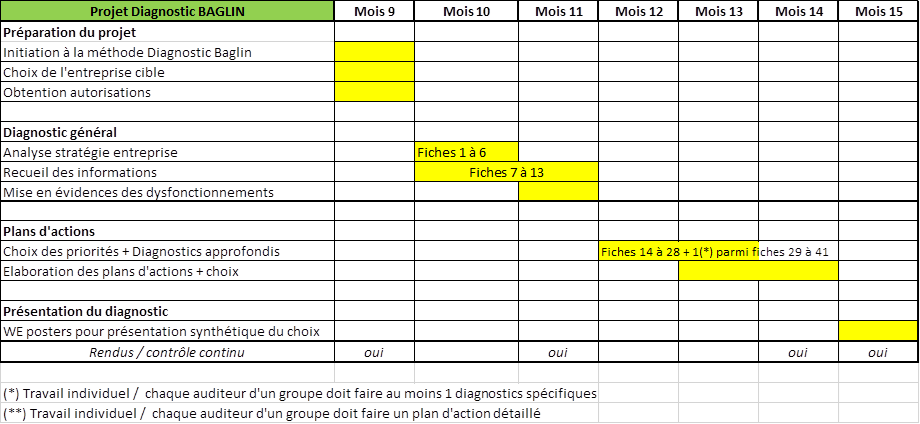 Projet Diagnostic BAGLIN Mois 9 Mois 10 Mois 11 Mois 12 Mois 13 Mois 14 Mois 15
Préparation du projet
Initiation à la méthode Diagnostic Baglin
Choix de l'entreprise cible
Obtention autorisations
Diagnostic général
Analyse stratégie entreprise Fiches 1 à 6
Recueil des informations Fiches 7 à 13
Mise en évidences des dysfonctionnements
Plans d'actions
Choix des priorités + Diagnostics approfondis Fiches 14 à 28 + 1(*) parmi fiches 29 à 41
Elaboration des plans d'actions + choix
Présentation du diagnostic
WE posters pour présentation synthétique du choix
Rendus / contrôle continu oui oui oui oui
(*) Travail individuel / chaque auditeur d'un groupe doit faire au moins 1 diagnostics spécifiques
(**) Travail individuel / chaque auditeur d'un groupe doit faire un plan d'action détaillé